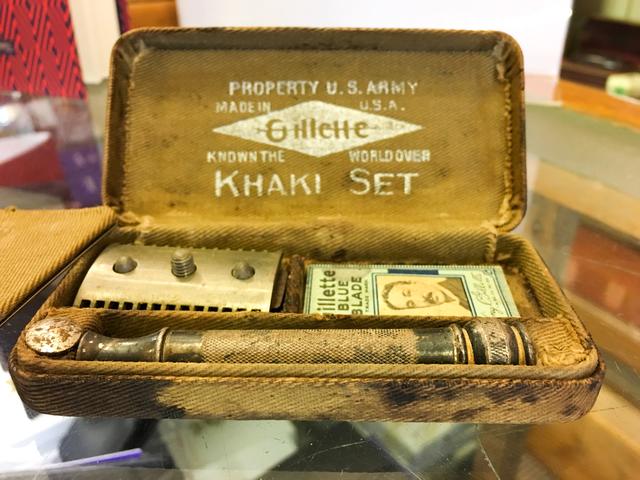 PROPERTY U.S. ARMY
MADE IN U.S.A.
Gillette
KNOWN THE WORLD OVER
KHAKI SET
Gillette
BLUE
BLADE